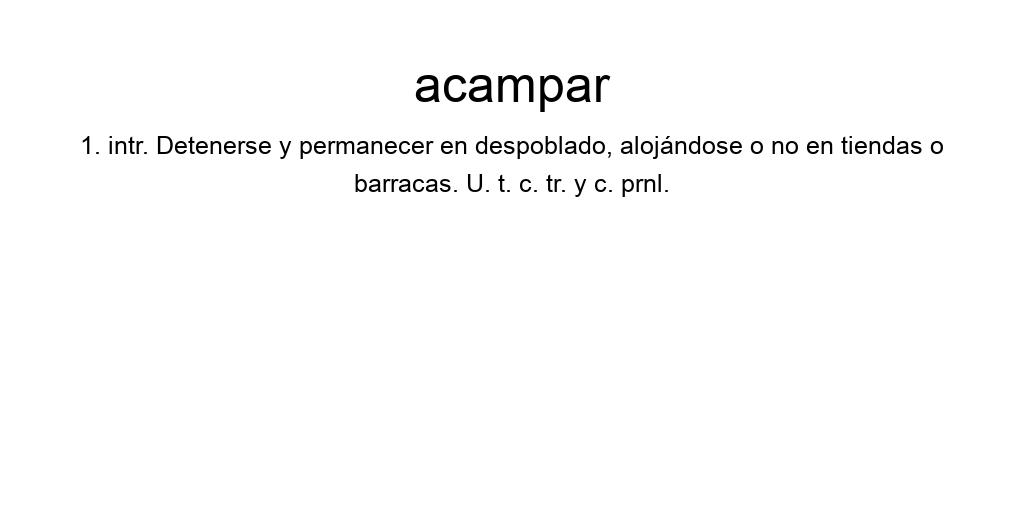 acampar
1. intr. Detenerse y permanecer en despoblado, alojándose o no en tiendas o
barracas. U. t. c. tr. y c. prnl.